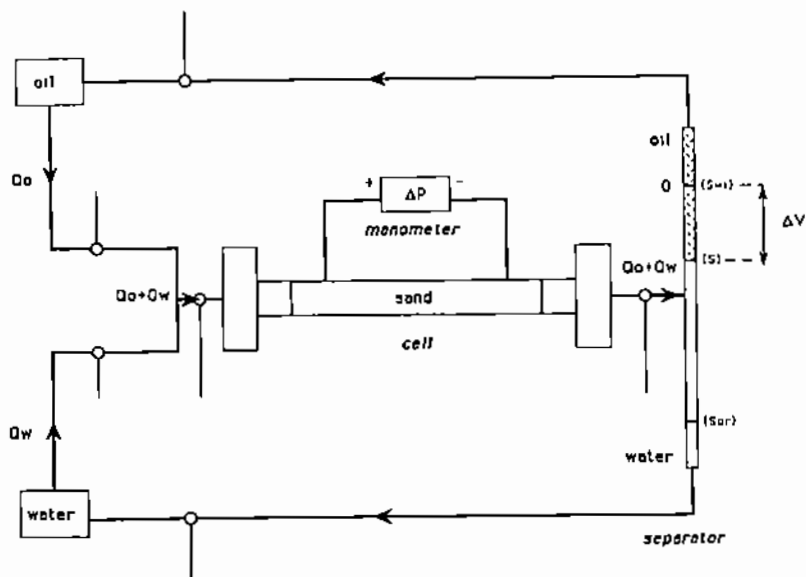 oil
Qo
+ ΔP -
manometer
oil
0
(Swi)
ΔV
(S)
Qo+Qw
sand
Qo+Qw
cell
Qw
(Sor)
water
water
separator